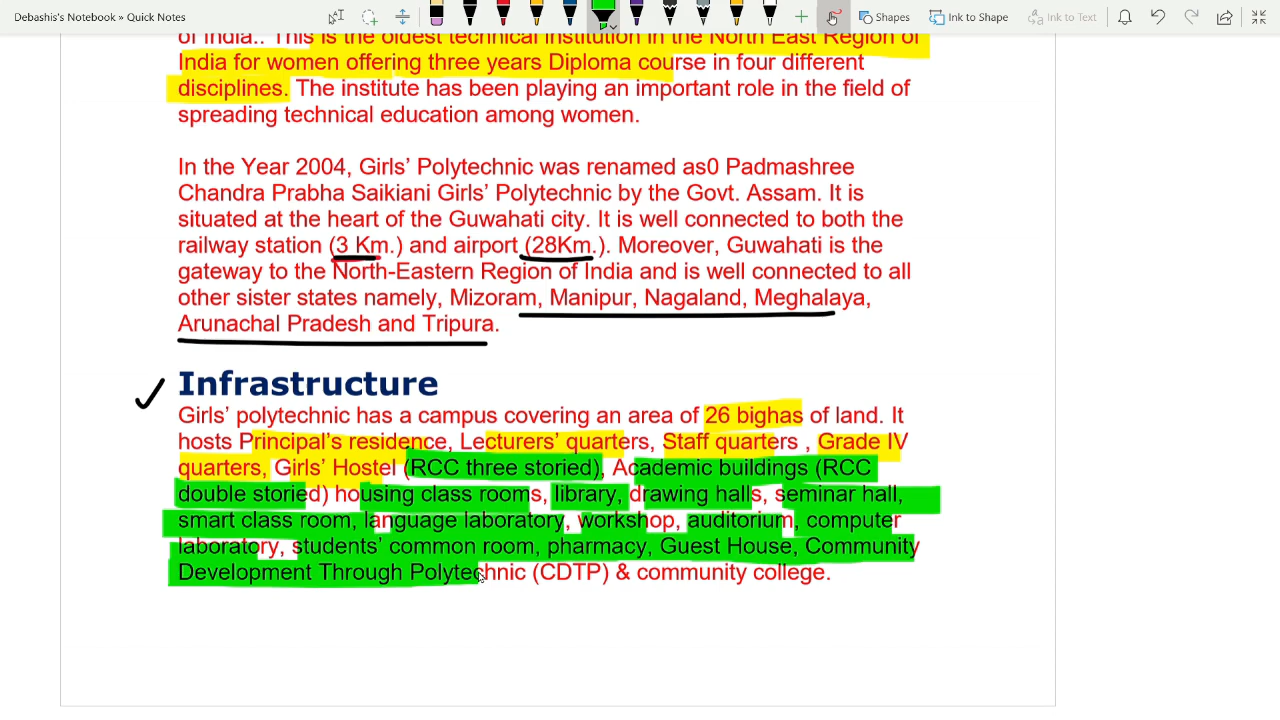 Debashis's Notebook » Quick Notes
Shapes
Ink to Shape
Ink to Text
of India.. This is the oldest technical institution in the North East Region of
India for women offering three years Diploma course in four different
disciplines. The institute has been playing an important role in the field of
spreading technical education among women.
In the Year 2004, Girls’ Polytechnic was renamed as0 Padmashree
Chandra Prabha Saikiani Girls’ Polytechnic by the Govt. Assam. It is
situated at the heart of the Guwahati city. It is well connected to both the
railway station (3 Km.) and airport (28Km.). Moreover, Guwahati is the
gateway to the North-Eastern Region of India and is well connected to all
other sister states namely, Mizoram, Manipur, Nagaland, Meghalaya,
Arunachal Pradesh and Tripura.
Infrastructure
Girls’ polytechnic has a campus covering an area of 26 bighas of land. It
hosts Principal’s residence, Lecturers’ quarters, Staff quarters , Grade IV
quarters, Girls’ Hostel (RCC three storied), Academic buildings (RCC
double storied) housing class rooms, library, drawing halls, seminar hall,
smart class room, language laboratory, workshop, auditorium, computer
laboratory, students’ common room, pharmacy, Guest House, Community
Development Through Polytechnic (CDTP) & community college.